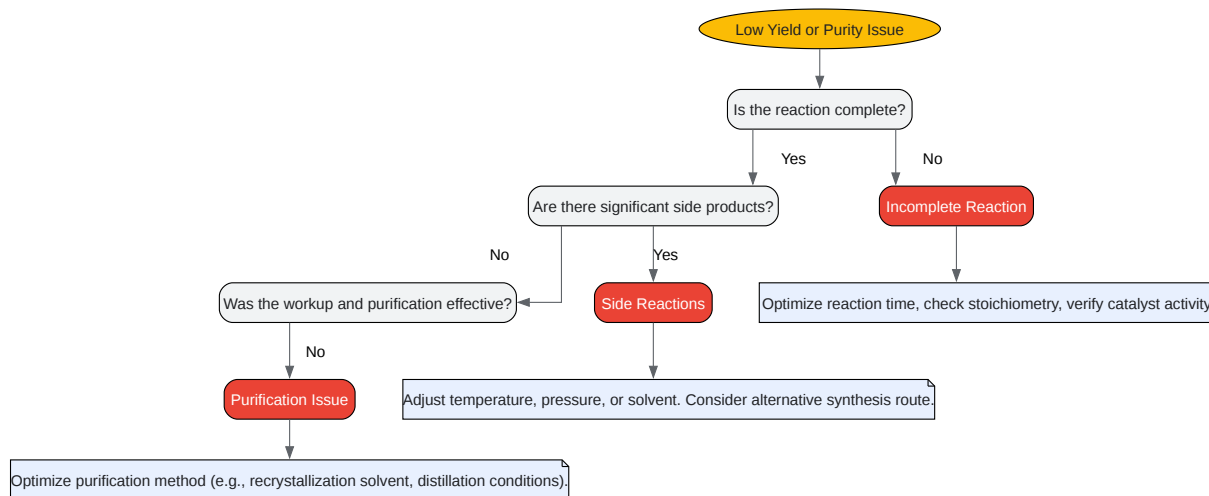 Low Yield or Purity Issue
Is the reaction complete?
Yes
No
Are there significant side products?
Incomplete Reaction
No
Yes
Was the workup and purification effective?
Side Reactions
Optimize reaction time, check stoichiometry, verify catalyst activity
No
Purification Issue
Adjust temperature, pressure, or solvent. Consider alternative synthesis route.
Optimize purification method (e.g., recrystallization solvent, distillation conditions).